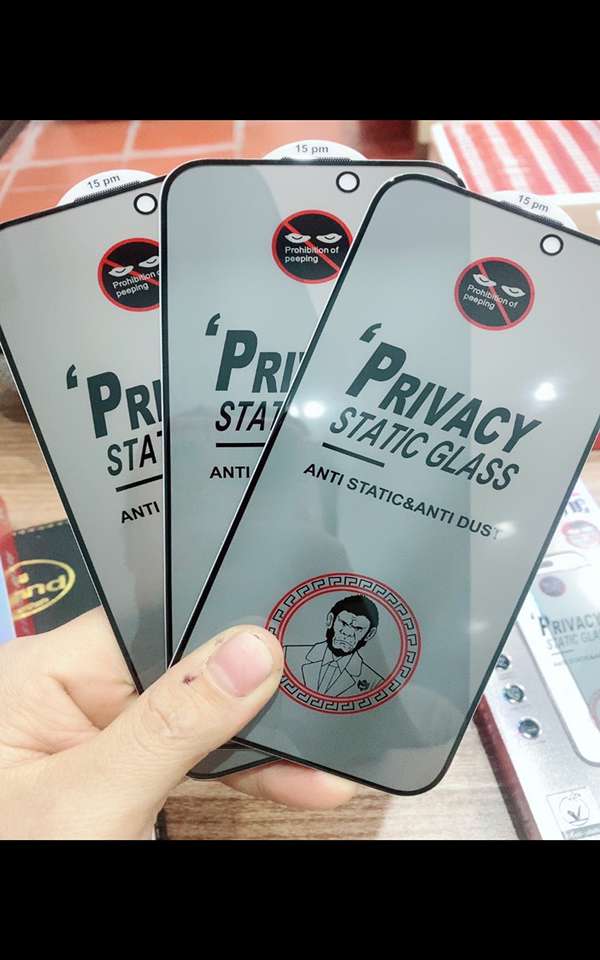 15 pm
Prohibition of
peeping
‘PRI
STAT
ANTI
15 pm
Prohibition of
peeping
‘PRI
STAT
ANTI
15 pm
Prohibition of
peeping
‘PRIVACY
STATIC GLASS
ANTI STATIC&ANTI DUST
PRIVACY
STATIC GLA